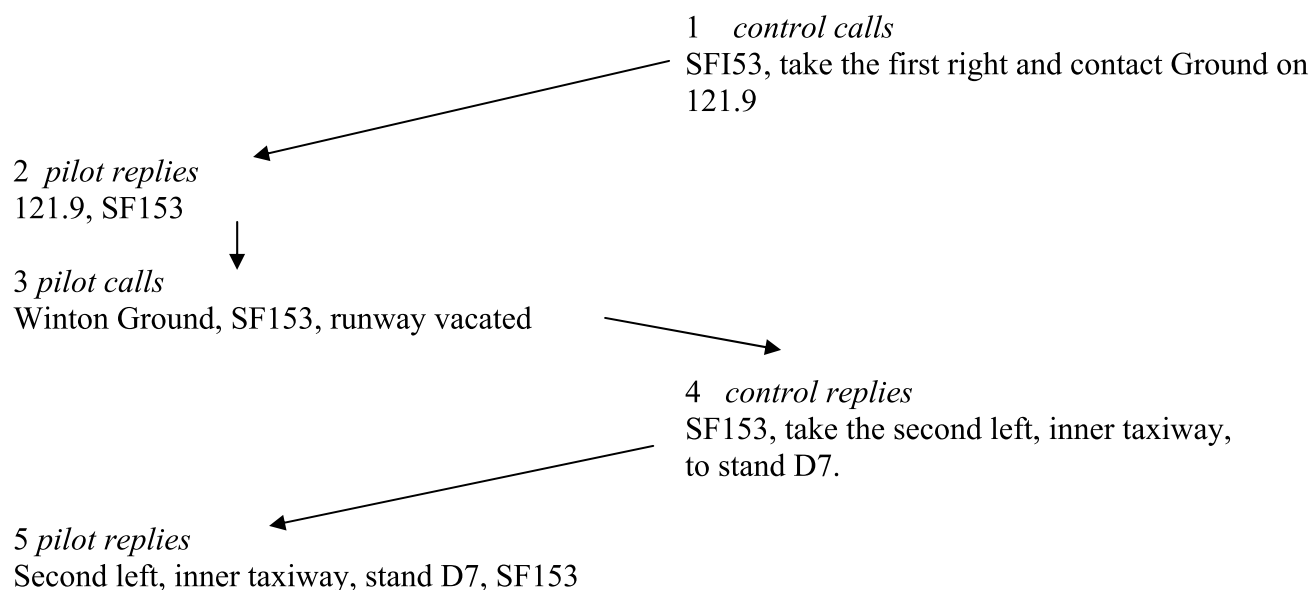 1 control calls
SFI53, take the first right and contact Ground on
121.9
2 pilot replies
121.9, SF153
3 pilot calls
Winton Ground, SF153, runway vacated
4 control replies
SF153, take the second left, inner taxiway,
to stand D7.
5 pilot replies
Second left, inner taxiway, stand D7, SF153